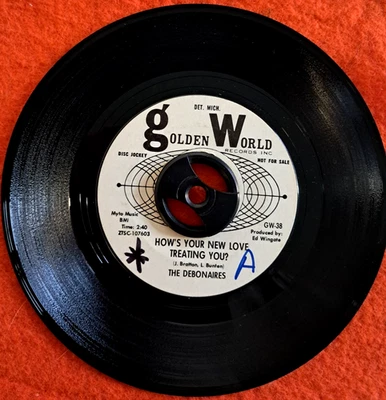 DET. MICH.
golden World
RECORDS INC
DISC JOCKEY
NOT FOR SALE
Myto Music
BMI
Time: 2:40
ZTSC-107603
GW-38
Produced by:
Ed Wingate
HOW'S YOUR NEW LOVE
TREATING YOU?
(J. Bratton, L. Bunton)
THE DEBONAIRES
A